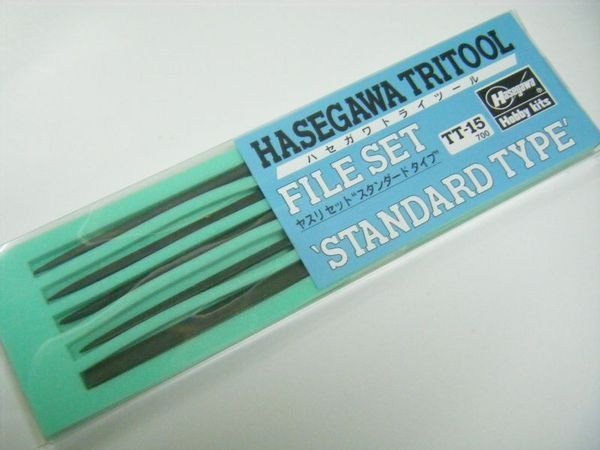 HASEGAWA TRITOOL
ハセガワトライツール
FILE SET
TT-15
700
ヤスリセット"スタンダードタイプ"
'STANDARD TYPE'
Hasegawa
®
Hobby kits